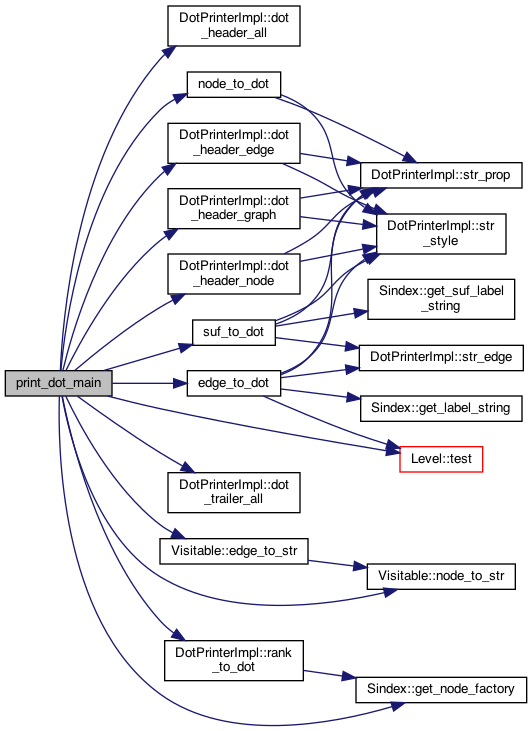 DotPrinterImpl::dot
_header_all
node_to_dot
DotPrinterImpl::dot
_header_edge
DotPrinterImpl::str_prop
DotPrinterImpl::dot
_header_graph
DotPrinterImpl::str
_style
DotPrinterImpl::dot
_header_node
Sindex::get_suf_label
_string
suf_to_dot
DotPrinterImpl::str_edge
print_dot_main
edge_to_dot
Sindex::get_label_string
Level::test
DotPrinterImpl::dot
_trailer_all
Visitable::edge_to_str
Visitable::node_to_str
DotPrinterImpl::rank
_to_dot
Sindex::get_node_factory